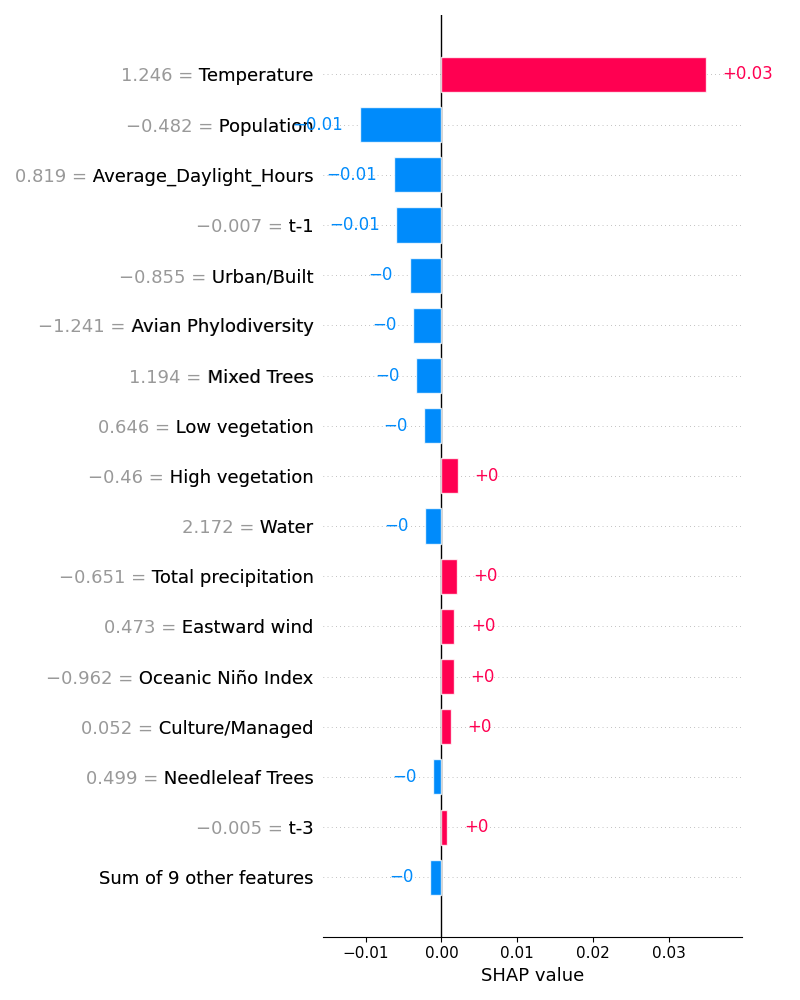 1.246 = Temperature +0.03
−0.482 = Population −0.01
0.819 = Average_Daylight_Hours −0.01
−0.007 = t-1 −0.01
−0.855 = Urban/Built −0
−1.241 = Avian Phylodiversity −0
1.194 = Mixed Trees −0
0.646 = Low vegetation −0
−0.46 = High vegetation +0
2.172 = Water −0
−0.651 = Total precipitation +0
0.473 = Eastward wind +0
−0.962 = Oceanic Niño Index +0
0.052 = Culture/Managed +0
0.499 = Needleleaf Trees −0
−0.005 = t-3 +0
Sum of 9 other features −0
−0.01 0.00 0.01 0.02 0.03
SHAP value